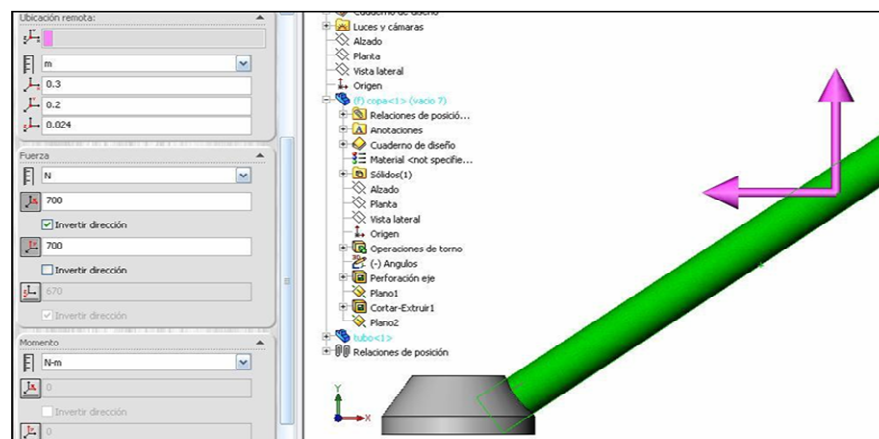 Ubicación remota:
m
0.3
0.2
0.024
Fuerza
N
700
Invertir dirección
700
Invertir dirección
670
Invertir dirección
Momento
N-m
0
Invertir dirección
0
Cuaderno de diseño
Luces y cámaras
Alzado
Planta
Vista lateral
Origen
(f) copa<1> (vacio 7)
Relaciones de posició...
Anotaciones
Cuaderno de diseño
Material <not specifie...
Sólidos(1)
Alzado
Planta
Vista lateral
Origen
Operaciones de torno
(-) Angulos
Perforación eje
Plano1
Cortar-Extruir1
Plano2
tubo<1>
Relaciones de posición
Y
X